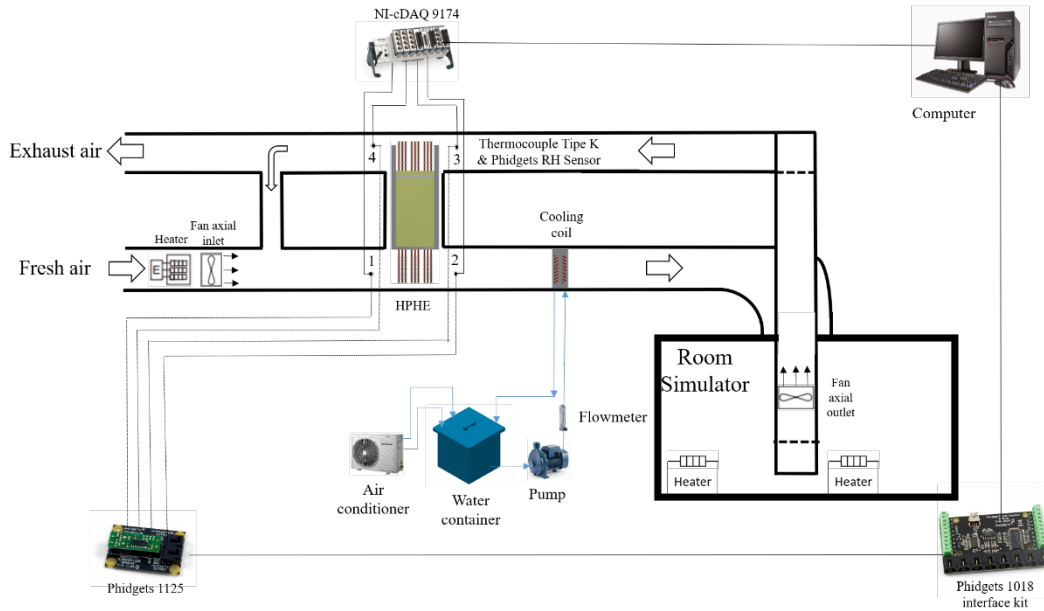 NI-cDAQ 9174
Computer
Exhaust air
4
3
Thermocouple Tipe K
& Phidgets RH Sensor
Cooling
coil
Fan axial
inlet
Heater
E
Fresh air
1
2
HPHE
Room
Simulator
Fan
axial
outlet
Flowmeter
Heater
Heater
Air
conditioner
Water
container
Pump
Phidgets 1125
Phidgets 1018
interface kit